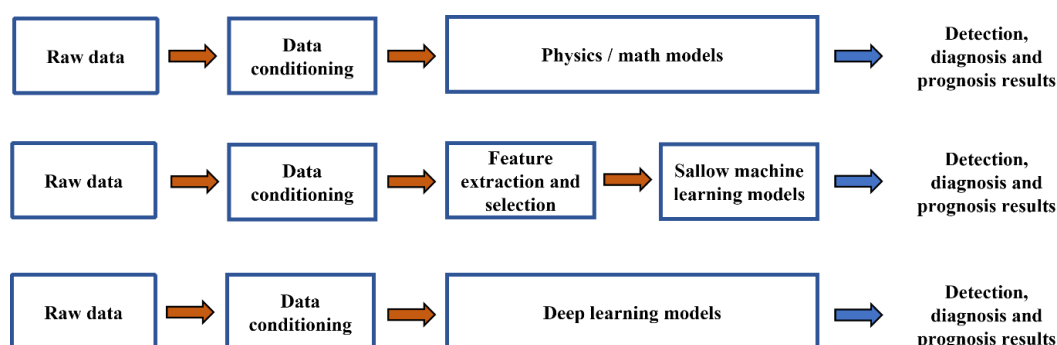 Raw data
Data
conditioning
Physics / math models
Detection,
diagnosis and
prognosis results
Raw data
Data
conditioning
Feature
extraction and
selection
Sallow machine
learning models
Detection,
diagnosis and
prognosis results
Raw data
Data
conditioning
Deep learning models
Detection,
diagnosis and
prognosis results